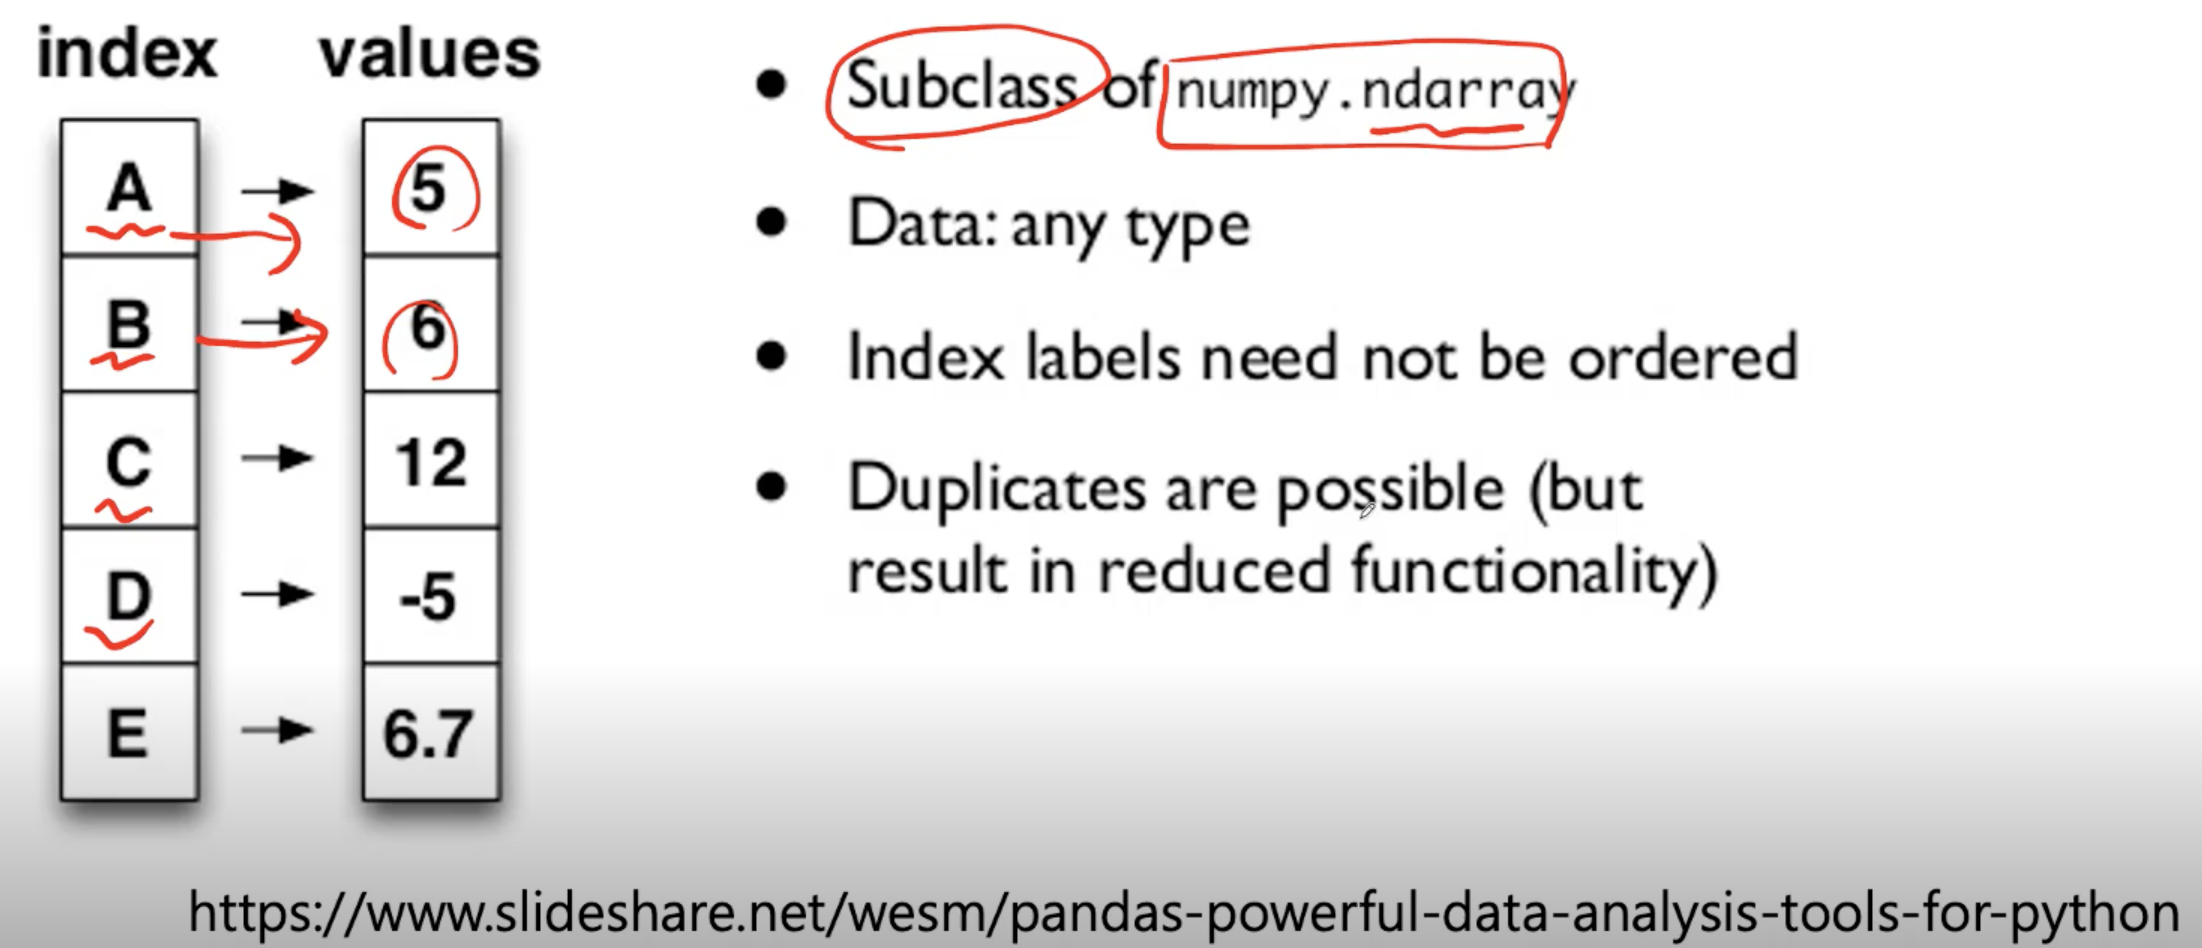 index values
A → 5
B → 6
C → 12
D → -5
E → 6.7
• Subclass of numpy.ndarray
• Data: any type
• Index labels need not be ordered
• Duplicates are possible (but
result in reduced functionality)
https://www.slideshare.net/wesm/pandas-powerful-data-analysis-tools-for-python